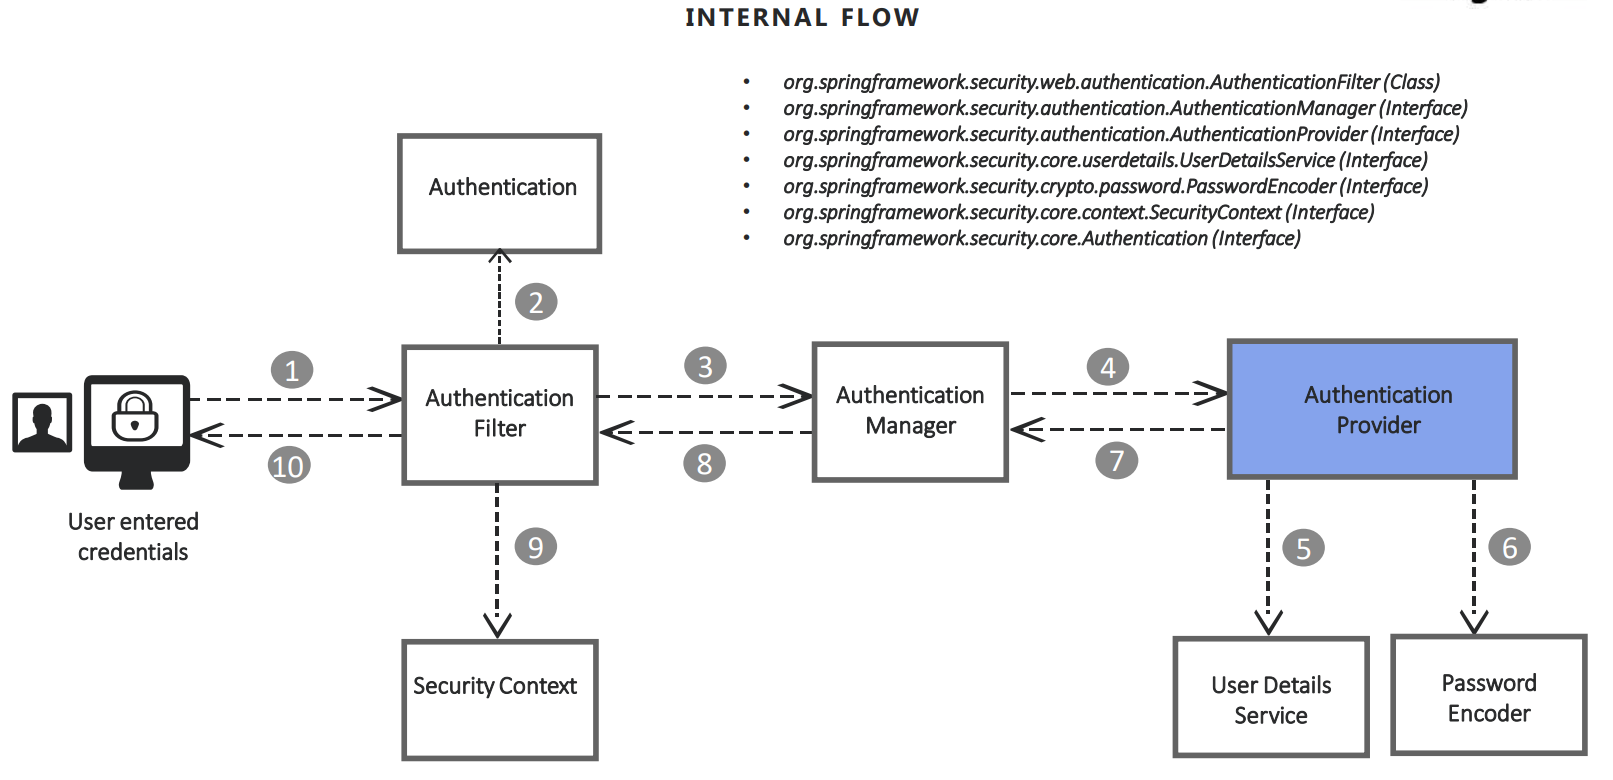 INTERNAL FLOW
• org.springframework.security.web.authentication.AuthenticationFilter (Class)
• org.springframework.security.authentication.AuthenticationManager (Interface)
• org.springframework.security.authentication.AuthenticationProvider (Interface)
• org.springframework.security.core.userdetails.UserDetailsService (Interface)
• org.springframework.security.crypto.password.PasswordEncoder (Interface)
• org.springframework.security.core.context.SecurityContext (Interface)
• org.springframework.security.core.Authentication (Interface)
Authentication
2
1
3
4
Authentication
Filter
Authentication
Manager
Authentication
Provider
10
8
7
User entered
credentials
9
5
6
Security Context
User Details
Service
Password
Encoder